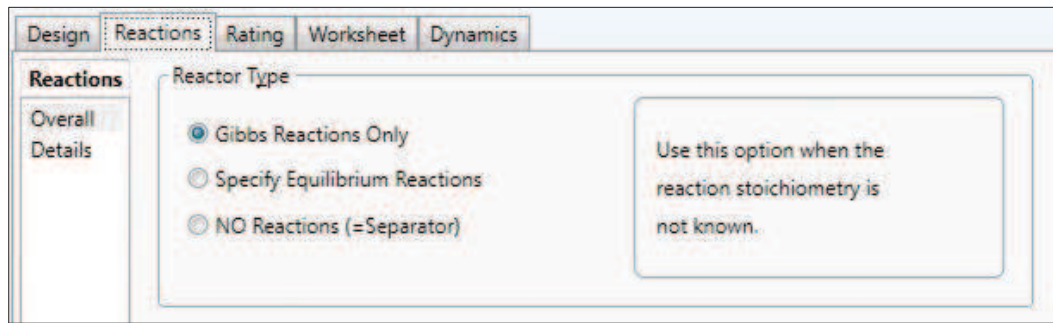 Design Reactions Rating Worksheet Dynamics
Reactions
Overall
Details
Reactor Type
Gibbs Reactions Only
Specify Equilibrium Reactions
NO Reactions (=Separator)
Use this option when the
reaction stoichiometry is
not known.